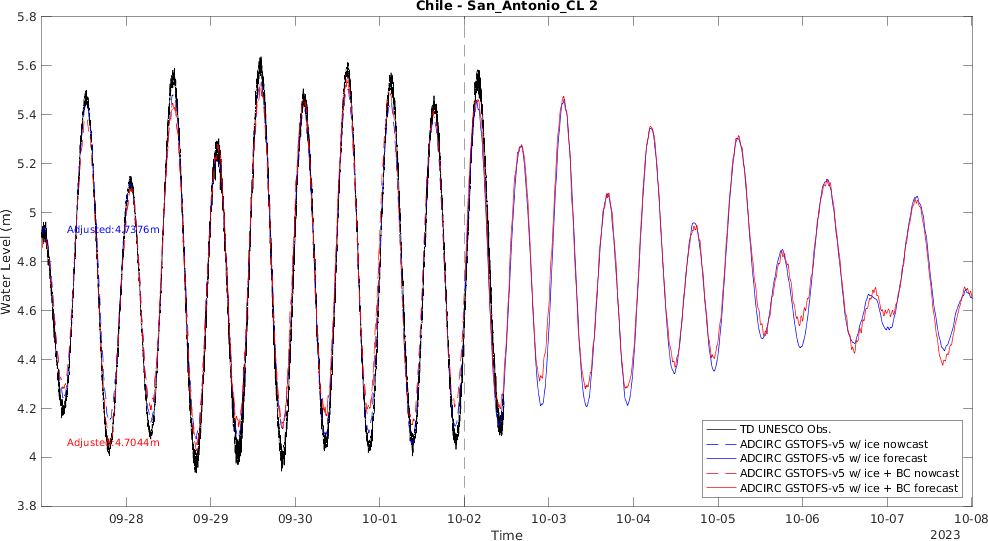 Chile - San_Antonio_CL 2
Water Level (m)
5.8
5.6
5.4
5.2
5
4.8
4.6
4.4
4.2
4
3.8
Adjusted:4.7376m
Adjusted:4.7044m
TD UNESCO Obs.
ADCIRC GSTOFS-v5 w/ ice nowcast
ADCIRC GSTOFS-v5 w/ ice forecast
ADCIRC GSTOFS-v5 w/ ice + BC nowcast
ADCIRC GSTOFS-v5 w/ ice + BC forecast
09-28 09-29 09-30 10-01 10-02 10-03 10-04 10-05 10-06 10-07 10-08
Time
2023